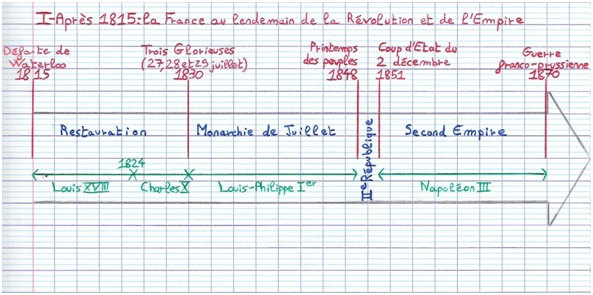 I-Après 1815: la France au lendemain de la Révolution et de l'Empire
Défaite de
Waterloo
1815
Trois Glorieuses
(27, 28 et 29 juillet)
1830
Printemps
des peuples
1848
Coup d'Etat du
2 décembre
1851
Guerre
franco-prussienne
1870
Restauration
Monarchie de Juillet
IIe République
Second Empire
1824
Louis XVIII
Charles X
Louis-Philippe Ier
Napoléon III